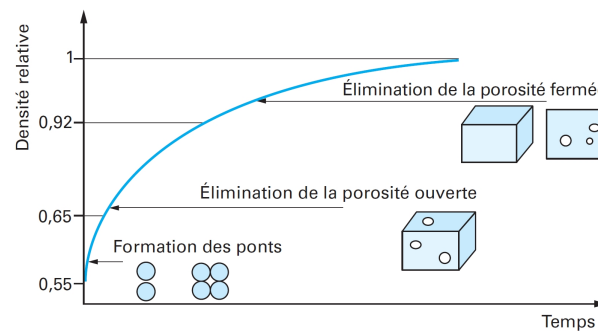 Densité relative
1
Élimination de la porosité fermée
0,92
Élimination de la porosité ouverte
0,65
Formation des ponts
0,55
Temps